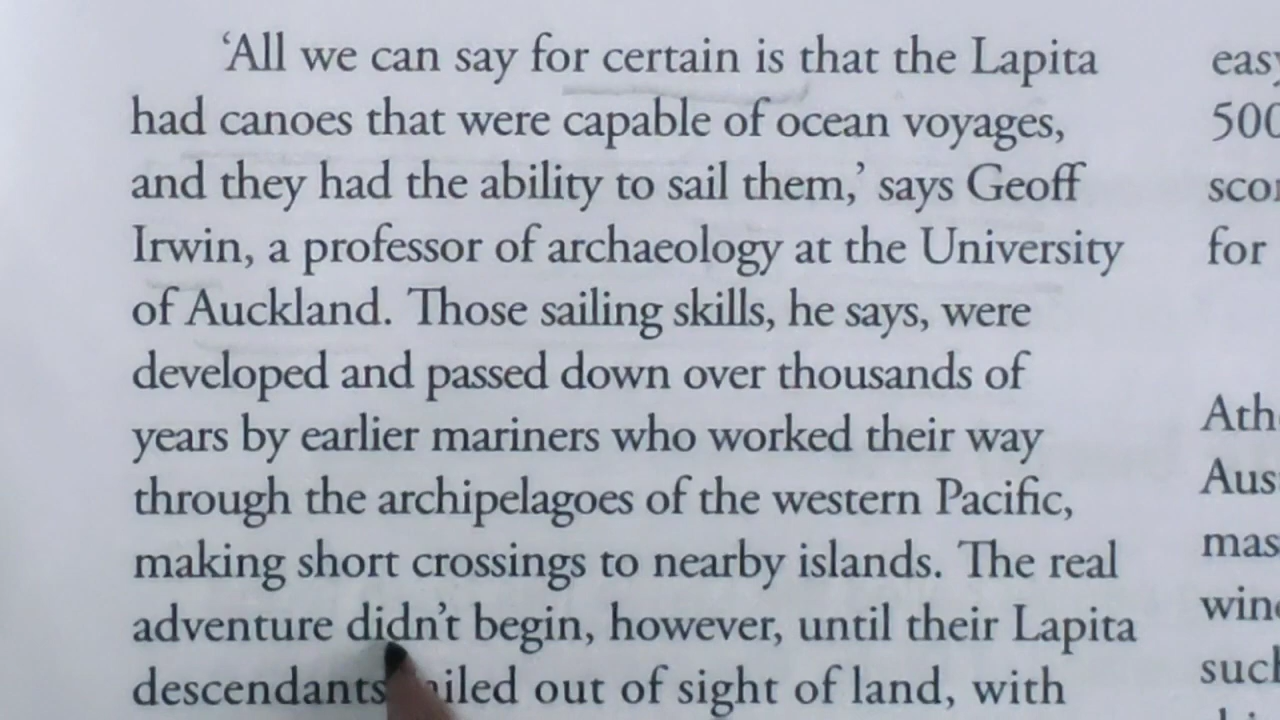 ‘All we can say for certain is that the Lapita
had canoes that were capable of ocean voyages,
and they had the ability to sail them,’ says Geoff
Irwin, a professor of archaeology at the University
of Auckland. Those sailing skills, he says, were
developed and passed down over thousands of
years by earlier mariners who worked their way
through the archipelagoes of the western Pacific,
making short crossings to nearby islands. The real
adventure didn’t begin, however, until their Lapita
descendants out of sight of land, with
for